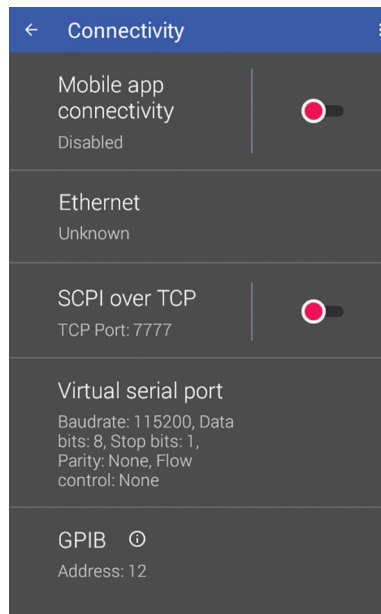 Connectivity
Mobile app
connectivity
Disabled
Ethernet
Unknown
SCPI over TCP
TCP Port: 7777
Virtual serial port
Baudrate: 115200, Data
bits: 8, Stop bits: 1,
Parity: None, Flow
control: None
GPIB
Address: 12